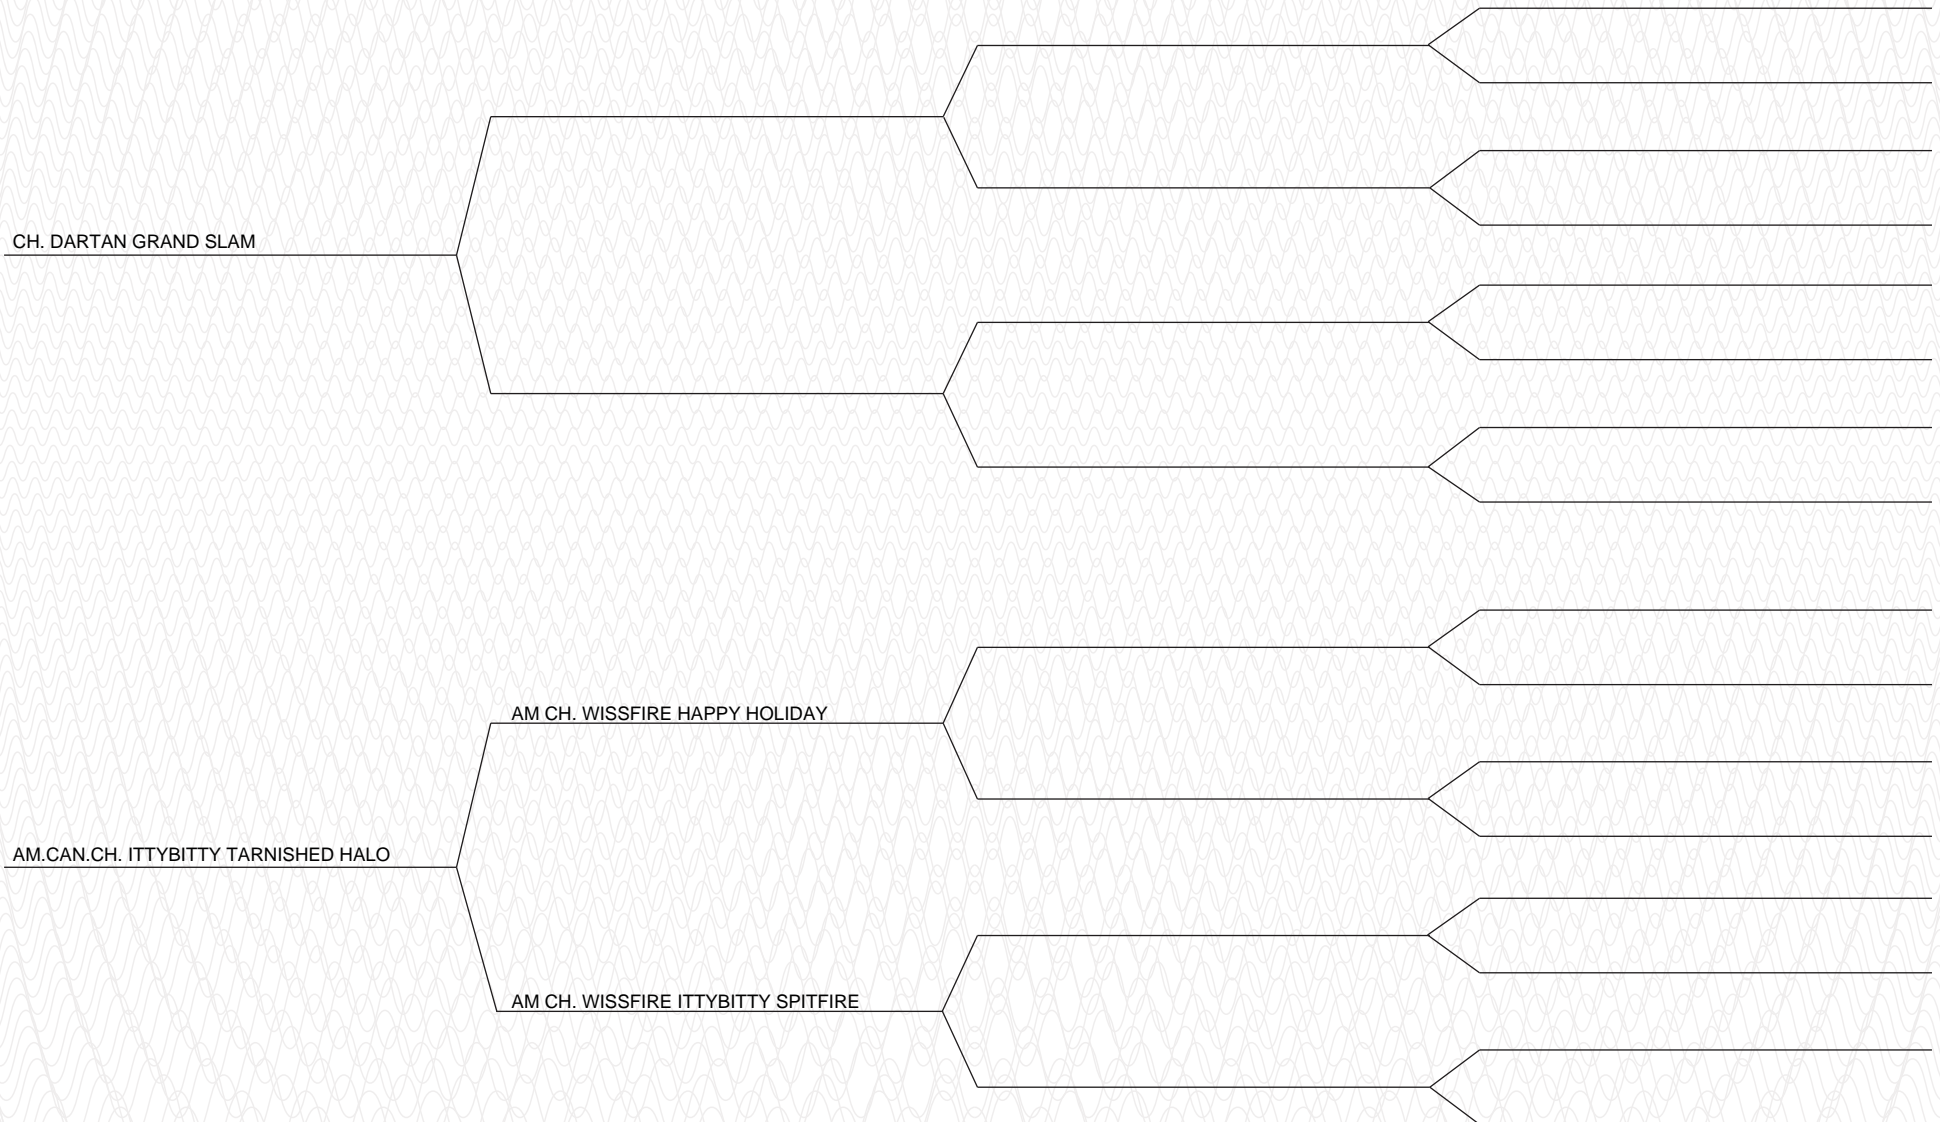 CH. DARTAN GRAND SLAM
AM CH. WISSFIRE HAPPY HOLIDAY
AM.CAN.CH. ITTYBITTY TARNISHED HALO
AM CH. WISSFIRE ITTYBITTY SPITFIRE